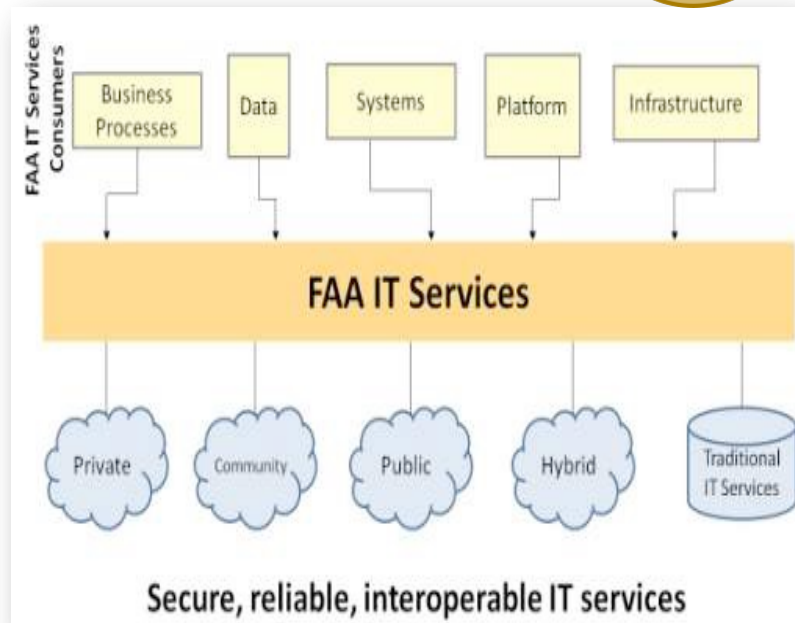 FAA IT Services
Consumers
Business
Processes
Data
Systems
Platform
Infrastructure
FAA IT Services
Private
Community
Public
Hybrid
Traditional
IT Services
Secure, reliable, interoperable IT services